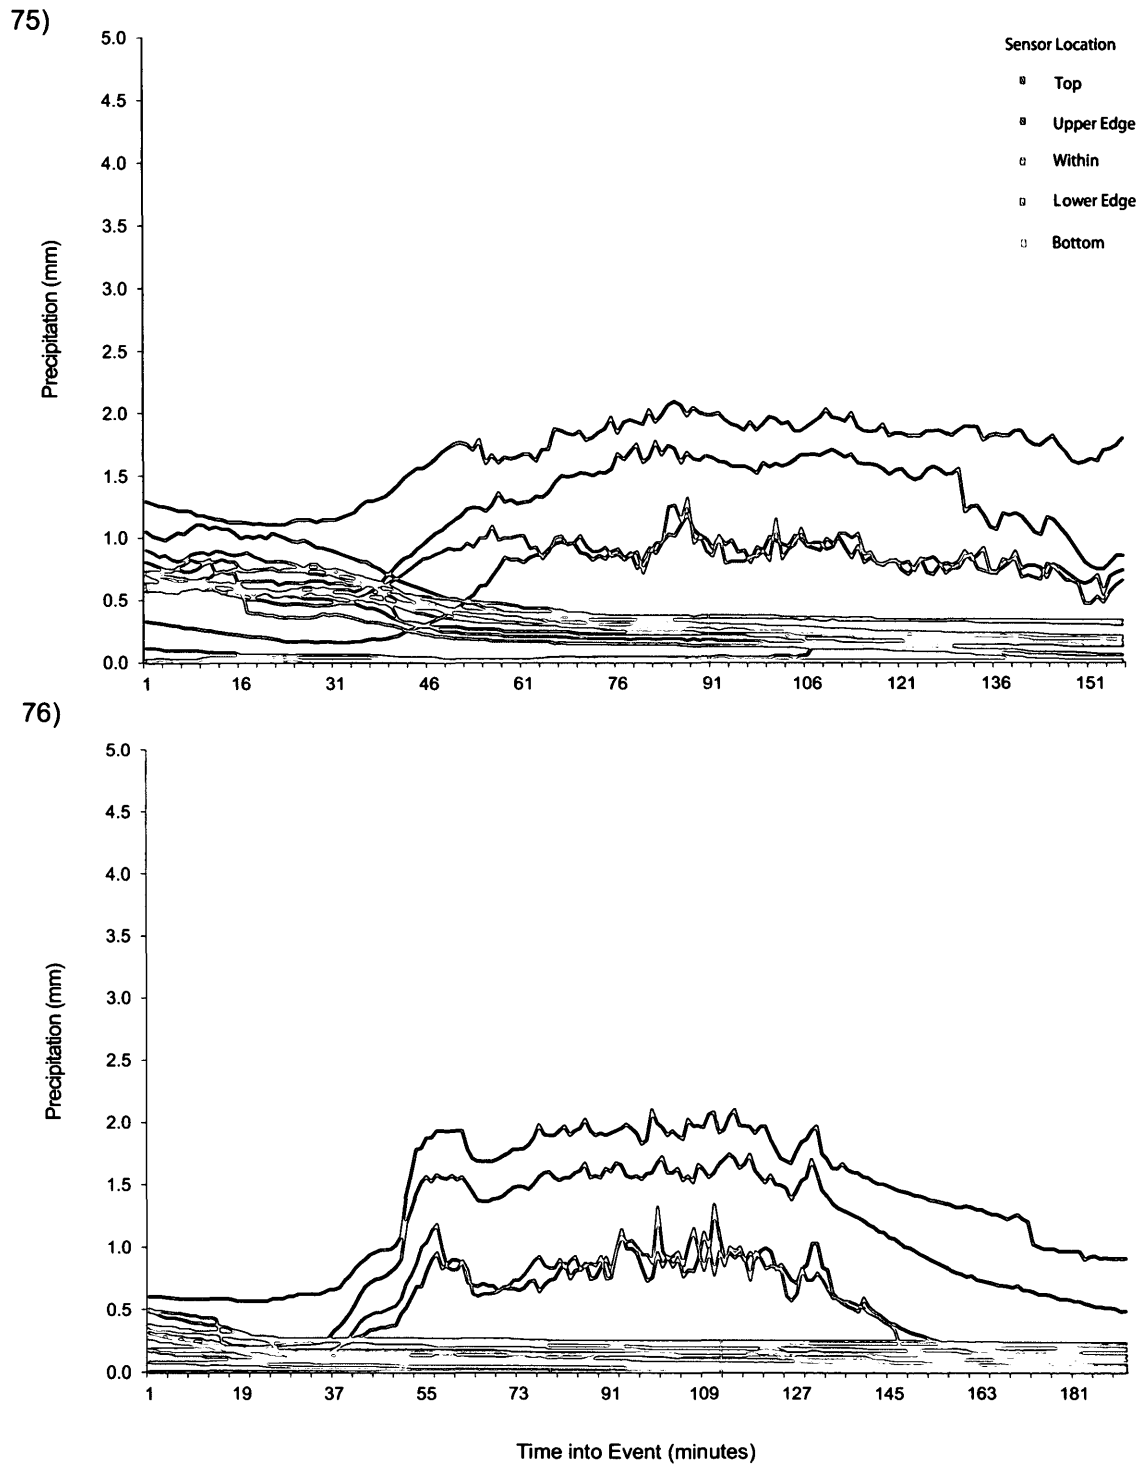 75)
5.0
4.5
4.0
3.5
3.0
2.5
2.0
1.5
1.0
0.5
0.0
Precipitation (mm)
Sensor Location
Top
Upper Edge
Within
Lower Edge
Bottom
1 16 31 46 61 76 91 106 121 136 151
76)
5.0
4.5
4.0
3.5
3.0
2.5
2.0
1.5
1.0
0.5
0.0
Precipitation (mm)
1 19 37 55 73 91 109 127 145 163 181
Time into Event (minutes)